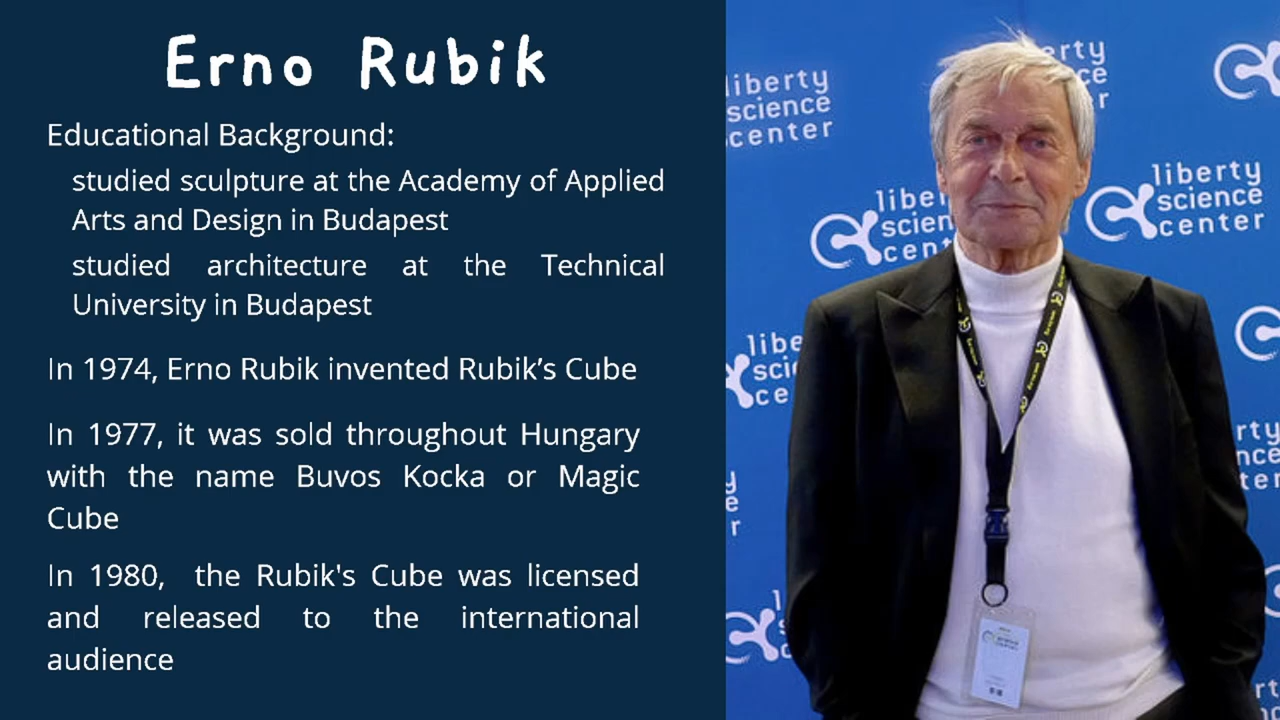 Erno Rubik
Educational Background:
studied sculpture at the Academy of Applied
Arts and Design in Budapest
studied architecture at the Technical
University in Budapest
In 1974, Erno Rubik invented Rubik’s Cube
In 1977, it was sold throughout Hungary
with the name Buvos Kocka or Magic
Cube
In 1980, the Rubik's Cube was licensed
and released to the international
audience
liberty
science
center
liberty
science
center